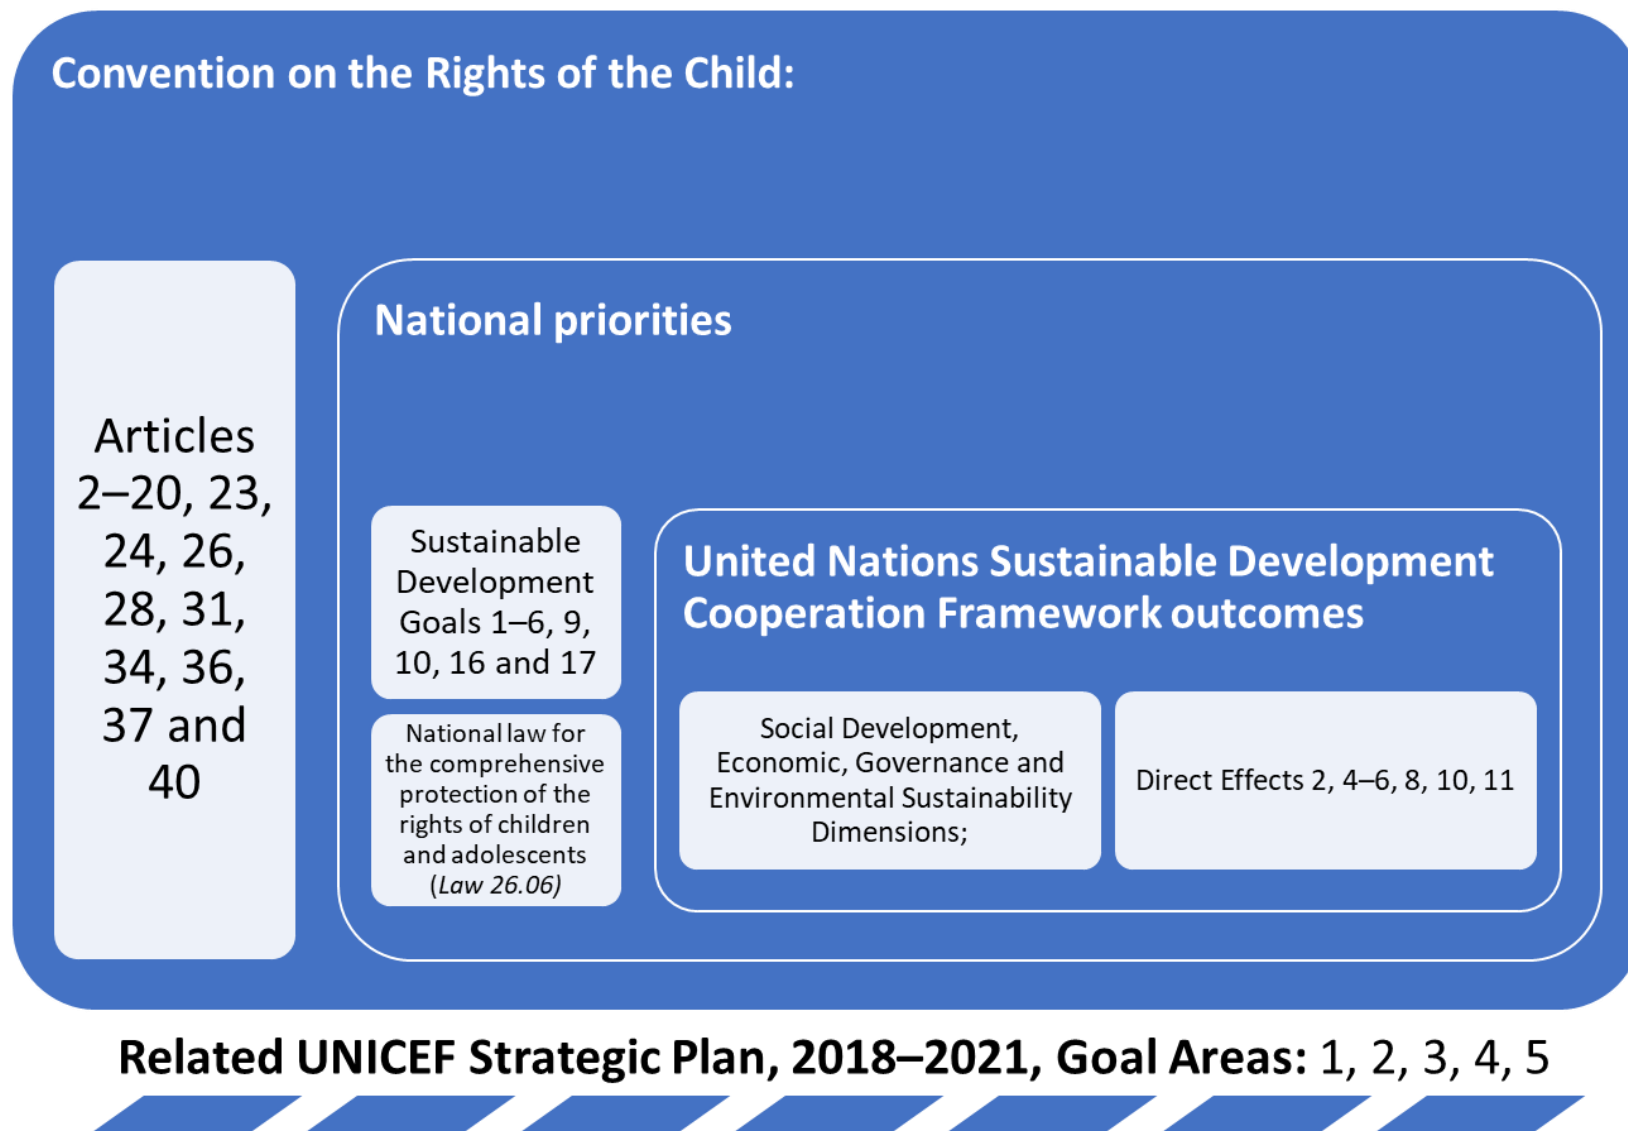 Convention on the Rights of the Child:
Articles
2–20, 23,
24, 26,
28, 31,
34, 36,
37 and
40
National priorities
Sustainable
Development
Goals 1–6, 9,
10, 16 and 17
National law for
the comprehensive
protection of the
rights of children
and adolescents
(Law 26.06)
United Nations Sustainable Development
Cooperation Framework outcomes
Social Development,
Economic, Governance and
Environmental Sustainability
Dimensions;
Direct Effects 2, 4–6, 8, 10, 11
Related UNICEF Strategic Plan, 2018–2021, Goal Areas: 1, 2, 3, 4, 5